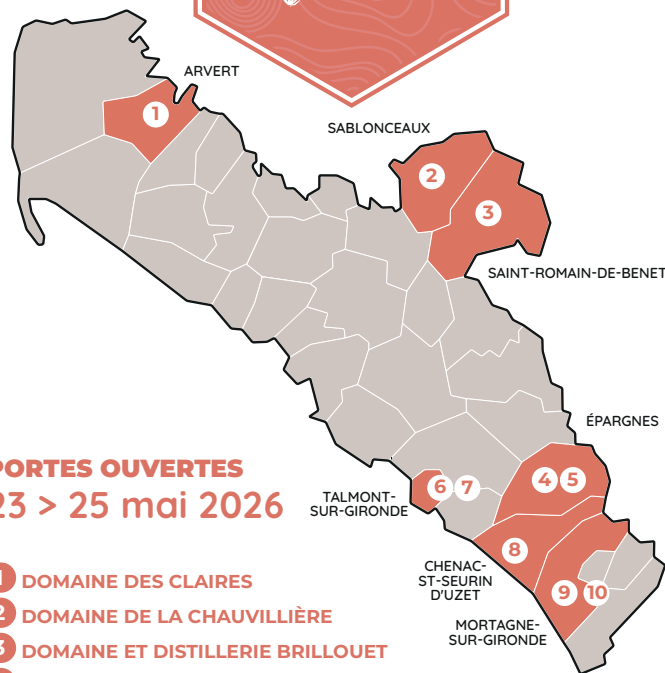 ARVERT
1
SABLONCEAUX
2
3
SAINT-ROMAIN-DE-BENET
ÉPARGNES
4 5
6 7
TALMONT-
SUR-GIRONDE
8
CHENAC-
ST-SEURIN
D'UZET
9 10
MORTAGNE-
SUR-GIRONDE
PORTES OUVERTES
23 > 25 mai 2026
1 DOMAINE DES CLAIRES
2 DOMAINE DE LA CHAUVILLIÈRE
3 DOMAINE ET DISTILLERIE BRILLOUET